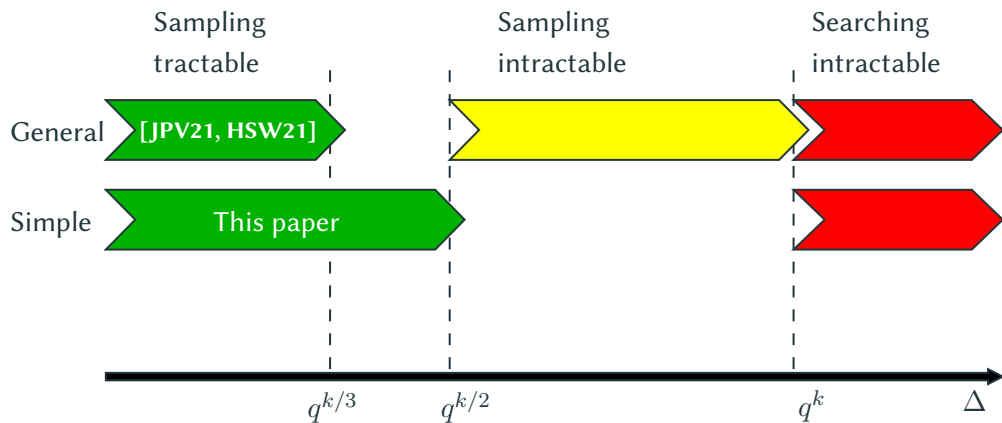 Sampling
tractable
Sampling
intractable
Searching
intractable
General
[JPV21, HSW21]
Simple
This paper
q^{k/3}
q^{k/2}
q^k
Δ